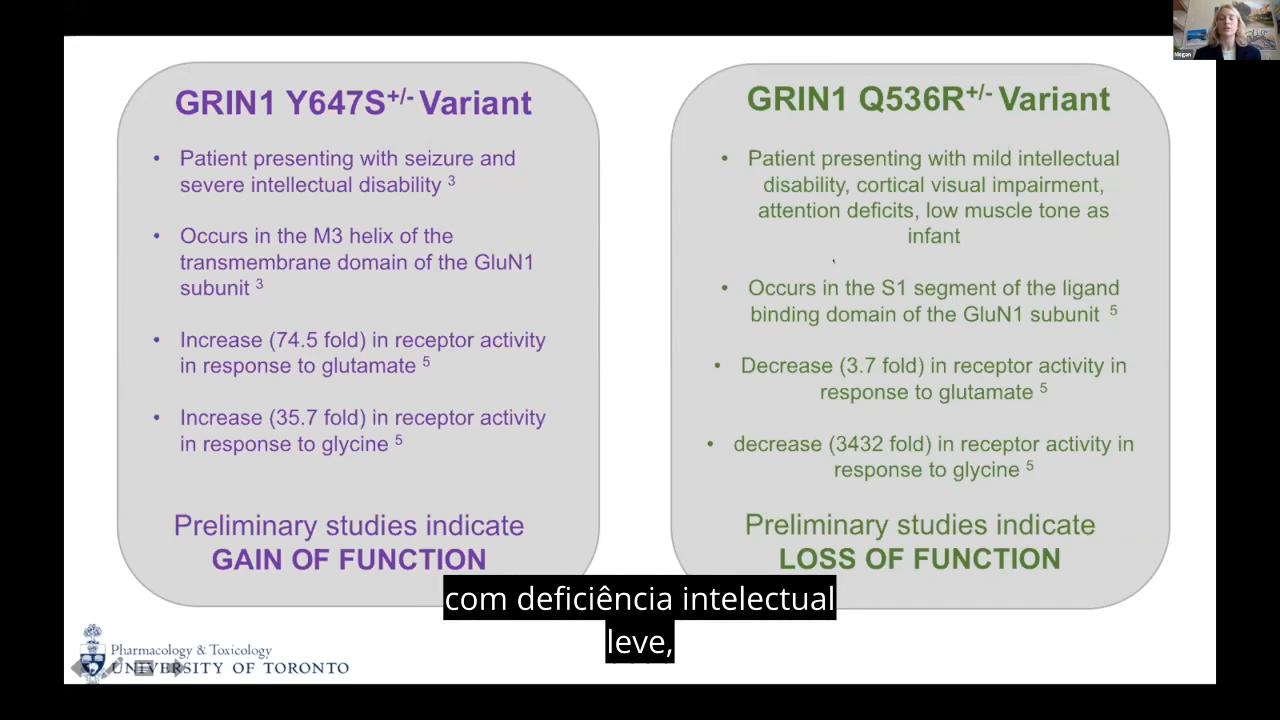 Megan
GRIN1 Y647S+/- Variant
• Patient presenting with seizure and
severe intellectual disability 3
• Occurs in the M3 helix of the
transmembrane domain of the GluN1
subunit 3
• Increase (74.5 fold) in receptor activity
in response to glutamate 5
• Increase (35.7 fold) in receptor activity
in response to glycine 5
Preliminary studies indicate
GAIN OF FUNCTION
GRIN1 Q536R+/- Variant
• Patient presenting with mild intellectual
disability, cortical visual impairment,
attention deficits, low muscle tone as
infant
• Occurs in the S1 segment of the ligand
binding domain of the GluN1 subunit 5
• Decrease (3.7 fold) in receptor activity in
response to glutamate 5
• decrease (3432 fold) in receptor activity in
response to glycine 5
Preliminary studies indicate
LOSS OF FUNCTION
com deficiência intelectual
leve,
Pharmacology & Toxicology
UNIVERSITY OF TORONTO